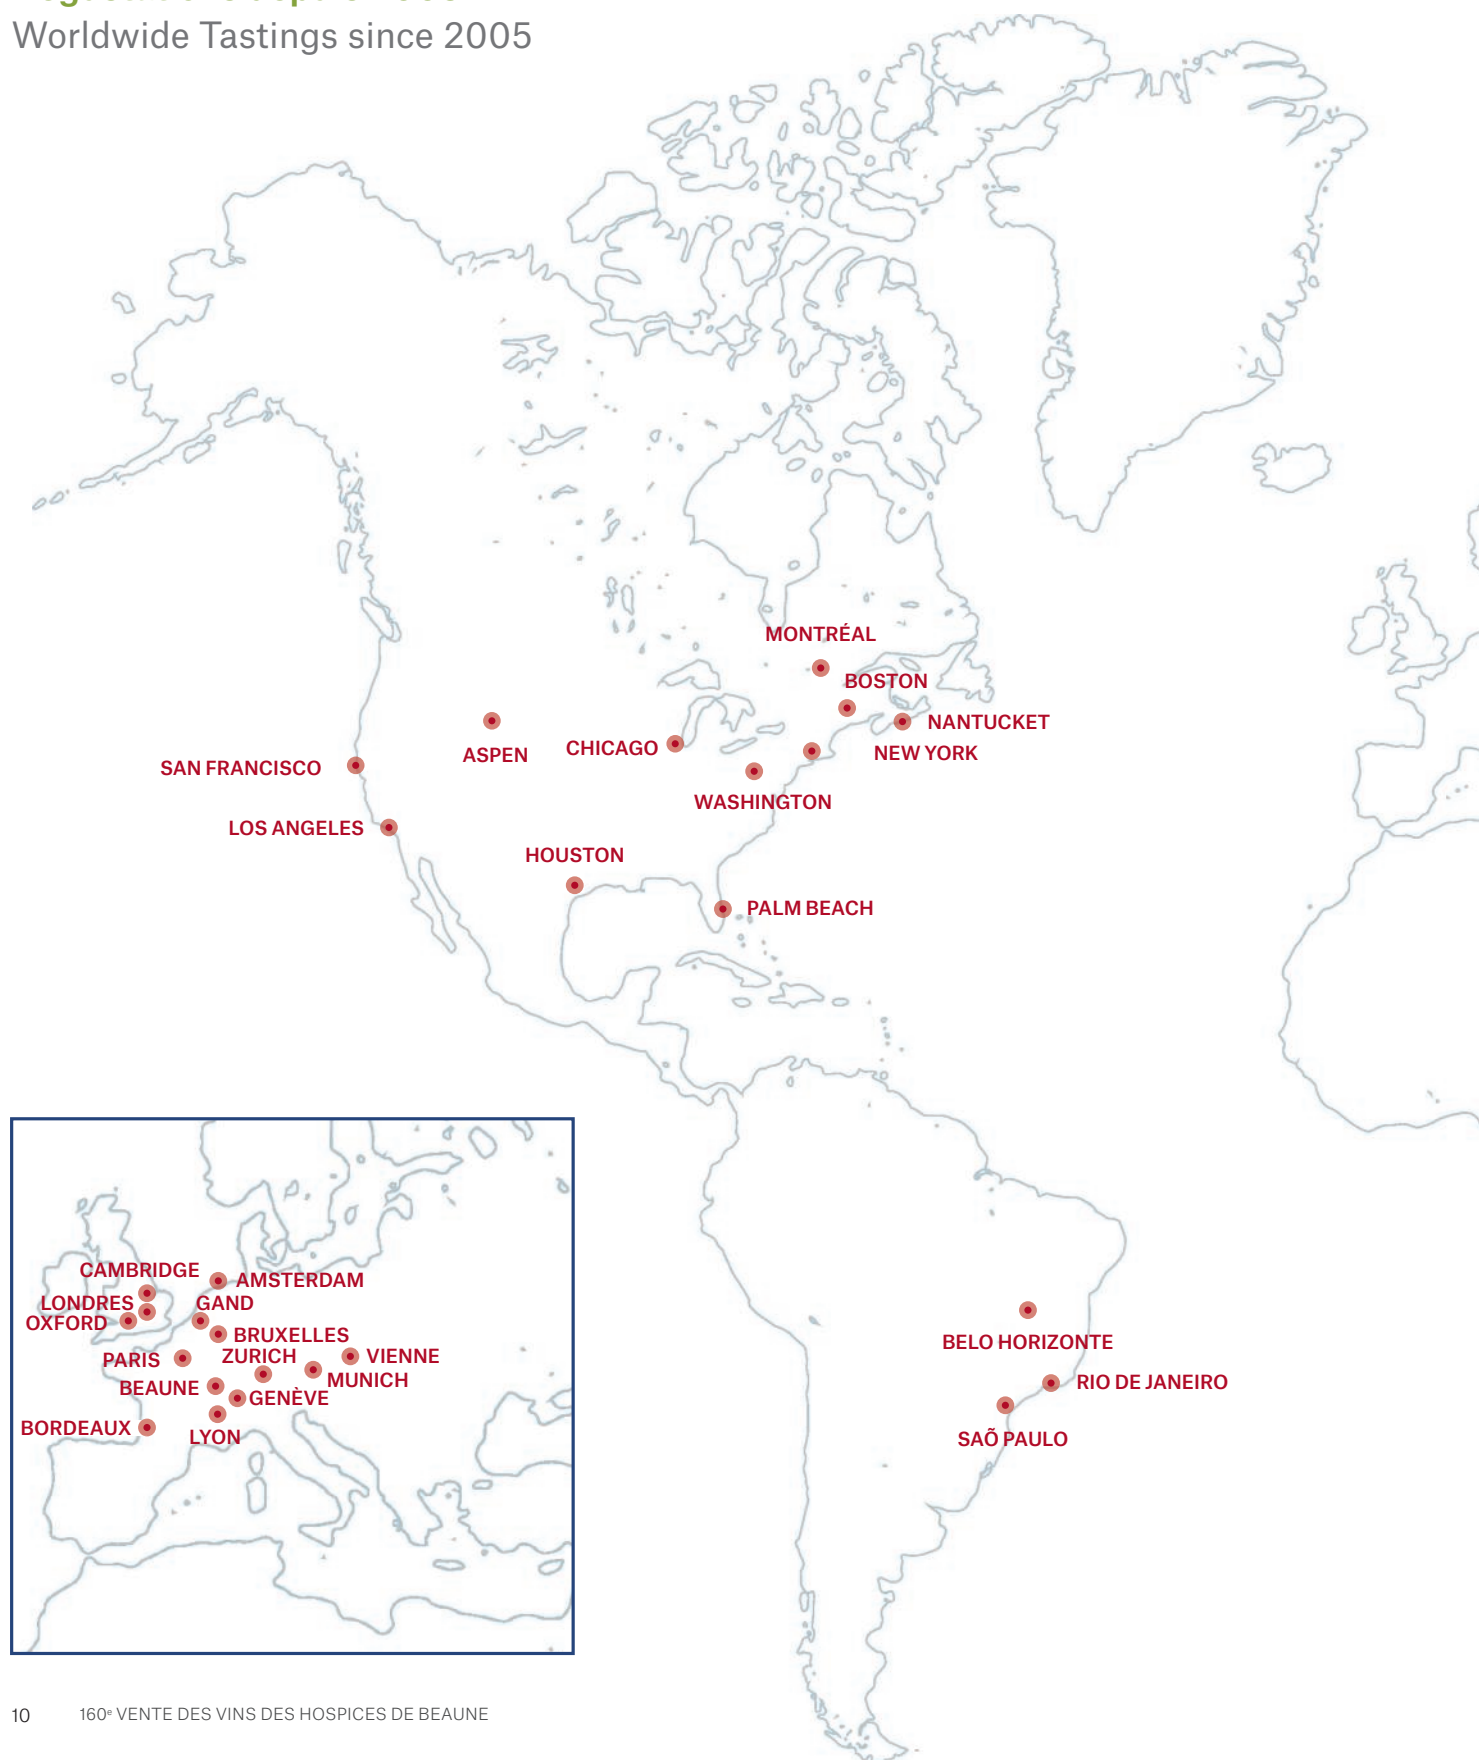 Worldwide Tastings since 2005
MONTRÉAL
BOSTON
NANTUCKET
NEW YORK
CHICAGO
ASPEN
SAN FRANCISCO
WASHINGTON
LOS ANGELES
HOUSTON
PALM BEACH
CAMBRIDGE
AMSTERDAM
LONDRES
GAND
OXFORD
BRUXELLES
PARIS
ZURICH
VIENNE
MUNICH
BEAUNE
GENÈVE
BORDEAUX
LYON
BELO HORIZONTE
RIO DE JANEIRO
SAÕ PAULO
10 160e VENTE DES VINS DES HOSPICES DE BEAUNE